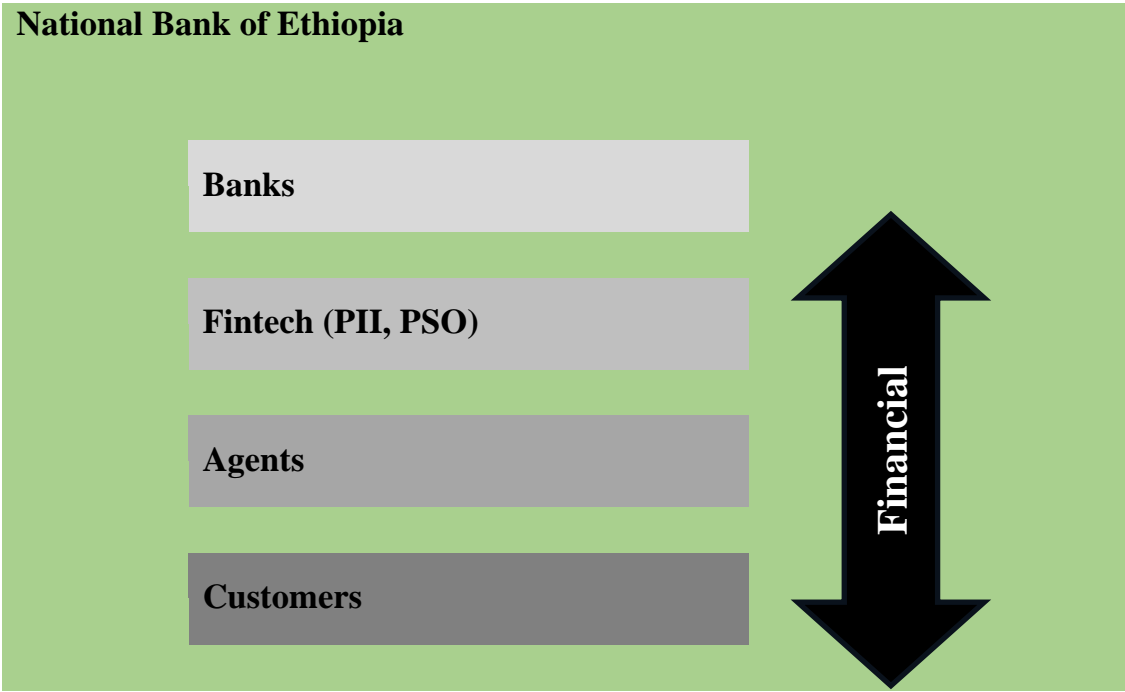 National Bank of Ethiopia
Banks
Fintech (PII, PSO)
Agents
Customers
Financial